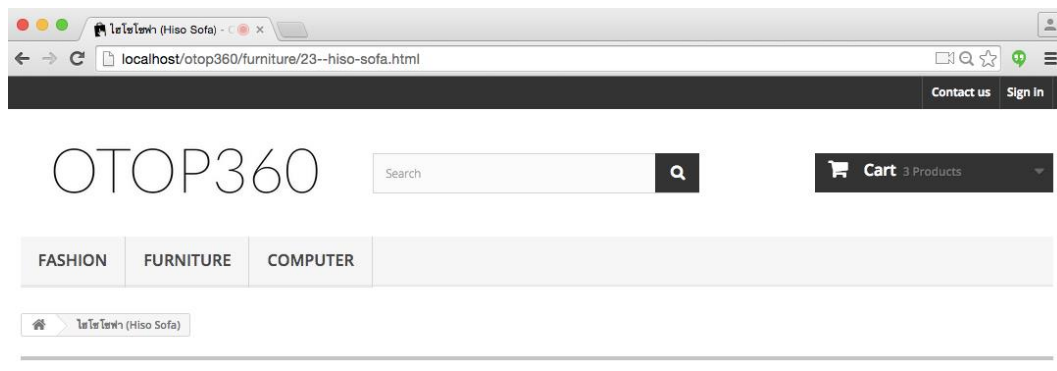 ไฮโซโซฟา (Hiso Sofa) - C
localhost/otop360/furniture/23--hiso-sofa.html
Contact us Sign in
OTOP360 Search Cart 3 Products
FASHION FURNITURE COMPUTER
ไฮโซโซฟา (Hiso Sofa)